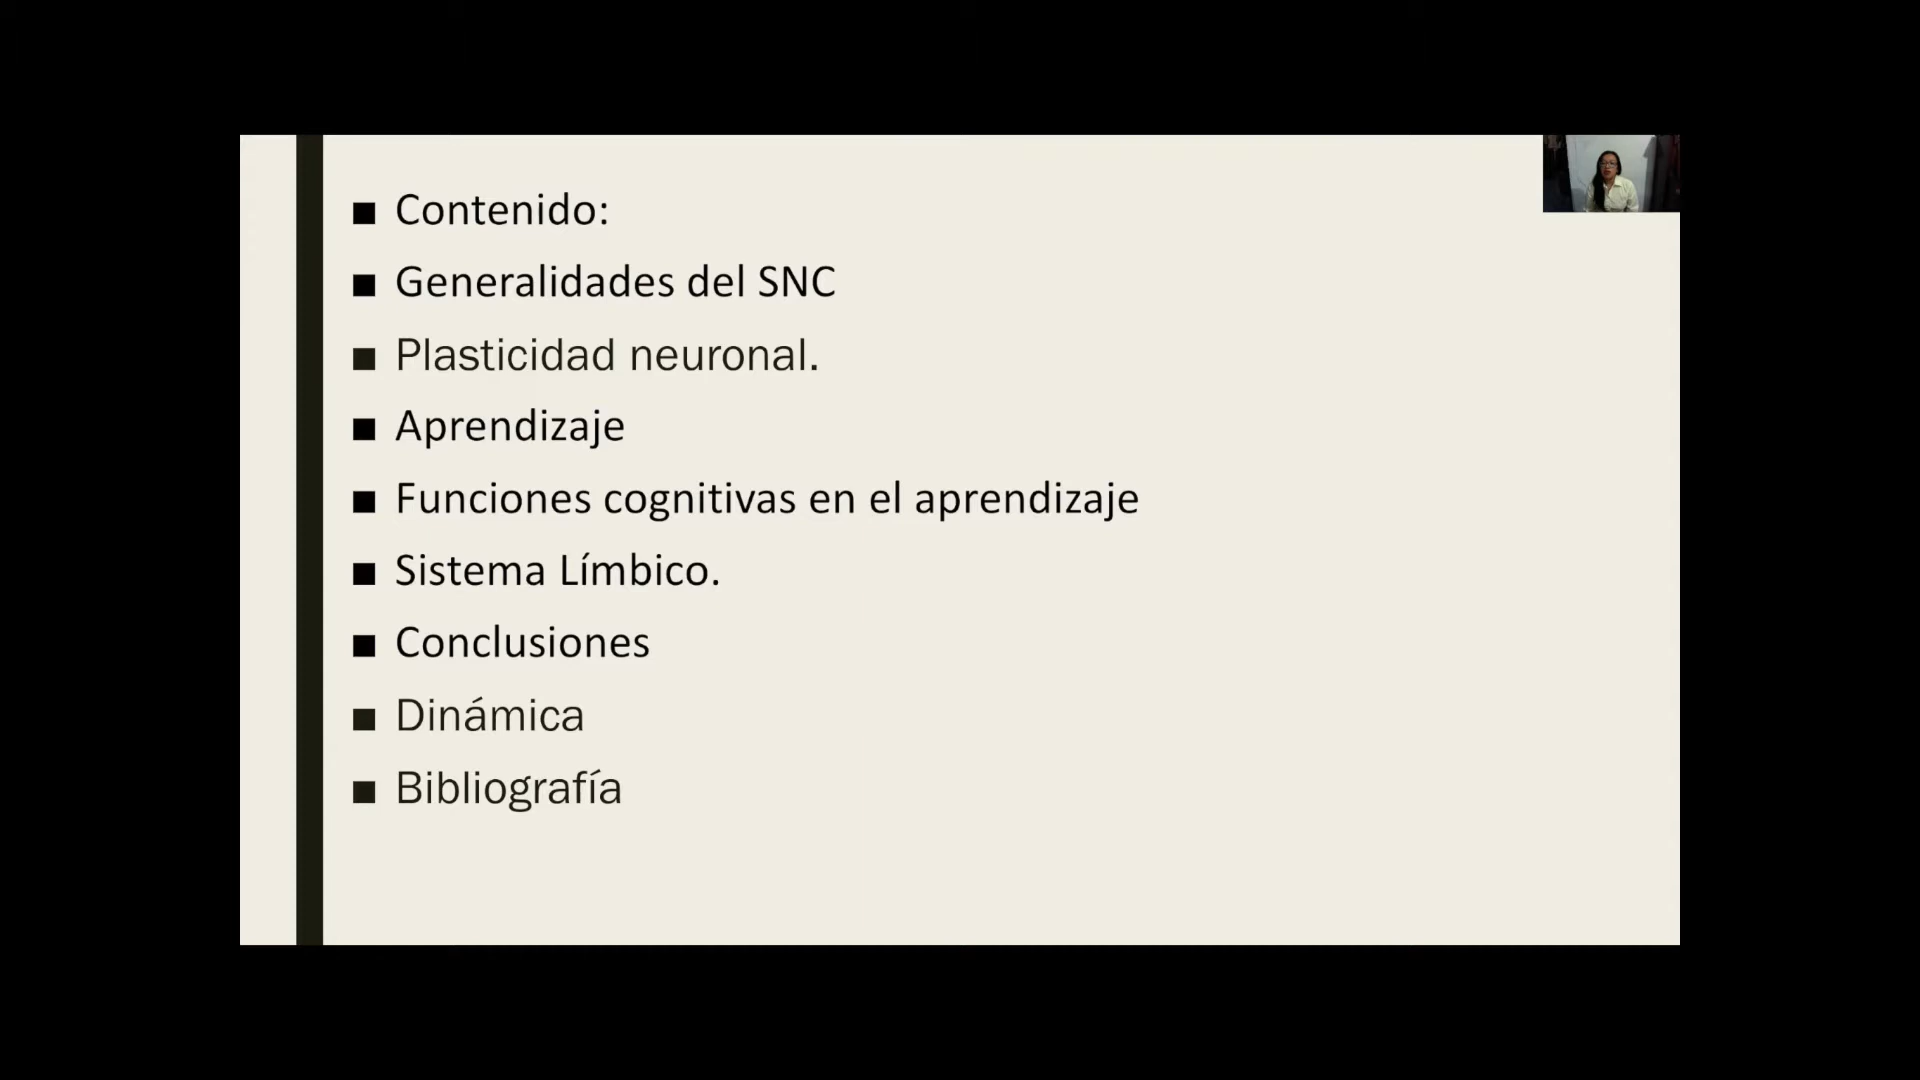 Contenido:
Generalidades del SNC
Plasticidad neuronal.
Aprendizaje
Funciones cognitivas en el aprendizaje
Sistema Límbico.
Conclusiones
Dinámica
Bibliografía